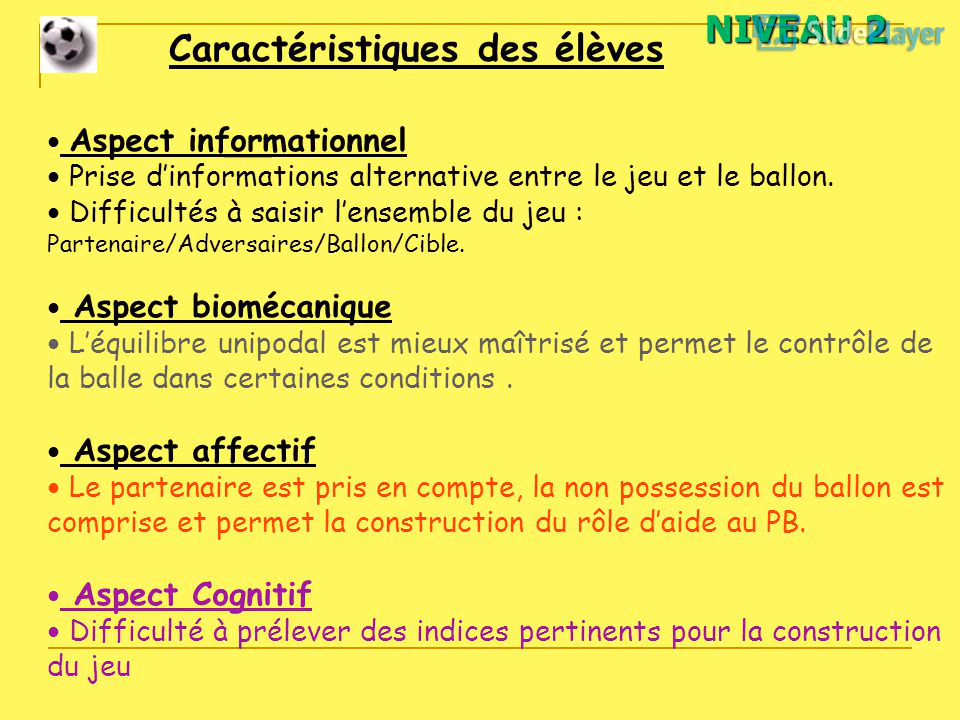 NIVEAU 2
SlidePlayer
Caractéristiques des élèves
• Aspect informationnel
• Prise d’informations alternative entre le jeu et le ballon.
• Difficultés à saisir l’ensemble du jeu :
Partenaire/Adversaires/Ballon/Cible.
• Aspect biomécanique
• L’équilibre unipodal est mieux maîtrisé et permet le contrôle de
la balle dans certaines conditions .
• Aspect affectif
• Le partenaire est pris en compte, la non possession du ballon est
comprise et permet la construction du rôle d’aide au PB.
• Aspect Cognitif
• Difficulté à prélever des indices pertinents pour la construction
du jeu